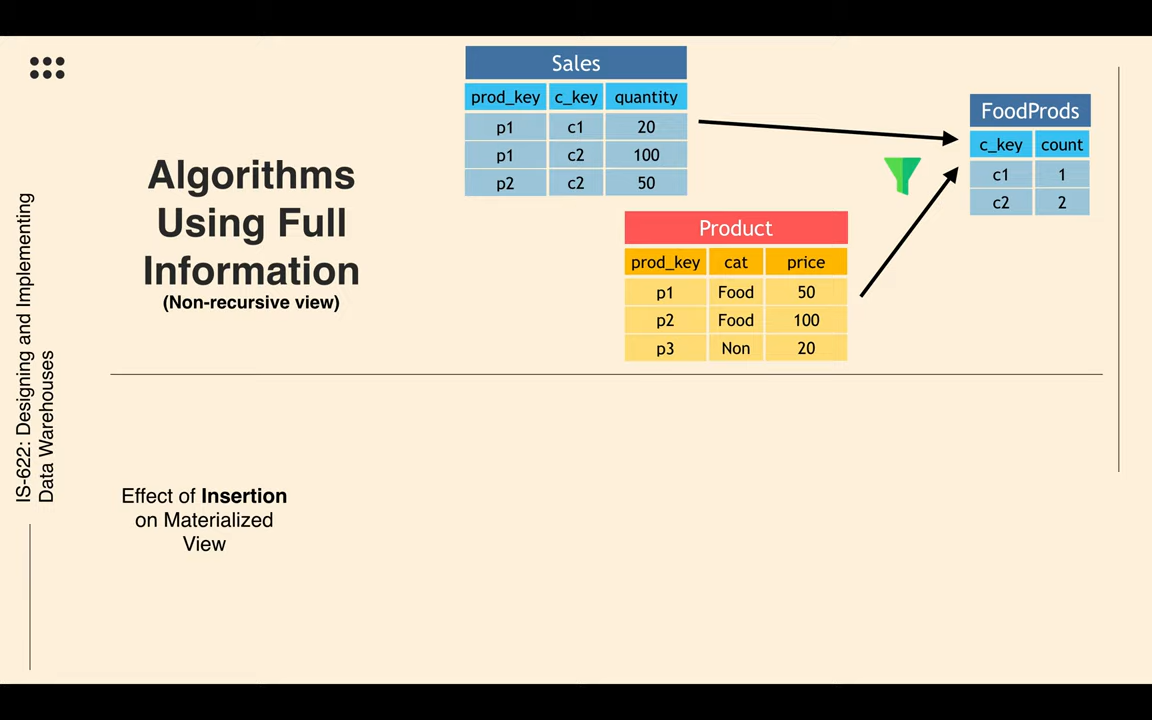 IS-622: Designing and Implementing
Data Warehouses
Algorithms
Using Full
Information
(Non-recursive view)
Sales
prod_key c_key quantity
p1 c1 20
p1 c2 100
p2 c2 50
Product
prod_key cat price
p1 Food 50
p2 Food 100
p3 Non 20
FoodProds
c_key count
c1 1
c2 2
Effect of Insertion
on Materialized
View